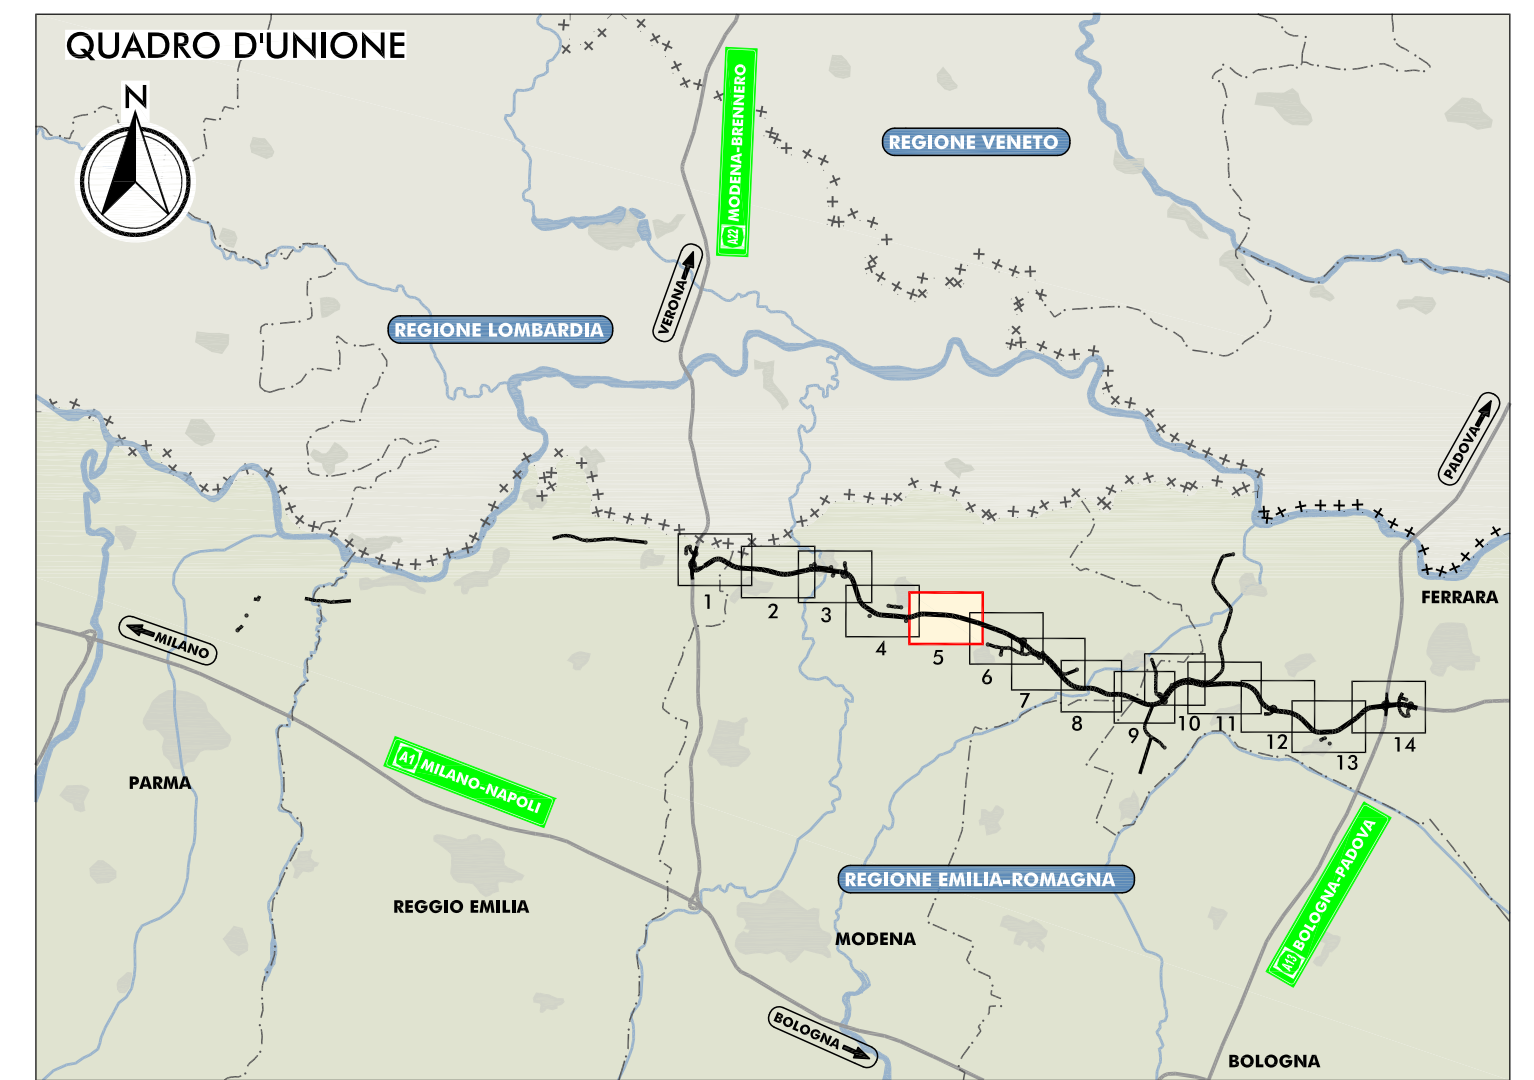 QUADRO D'UNIONE
N
A22 MODENA-BRENNERO
REGIONE VENETO
VERONA
REGIONE LOMBARDIA
PADOVA
FERRARA
MILANO
1
2
3
4
5
6
7
8
9
10
11
12
13
14
PARMA
A1 MILANO-NAPOLI
REGIONE EMILIA-ROMAGNA
A13 BOLOGNA-PADOVA
REGGIO EMILIA
MODENA
BOLOGNA
BOLOGNA